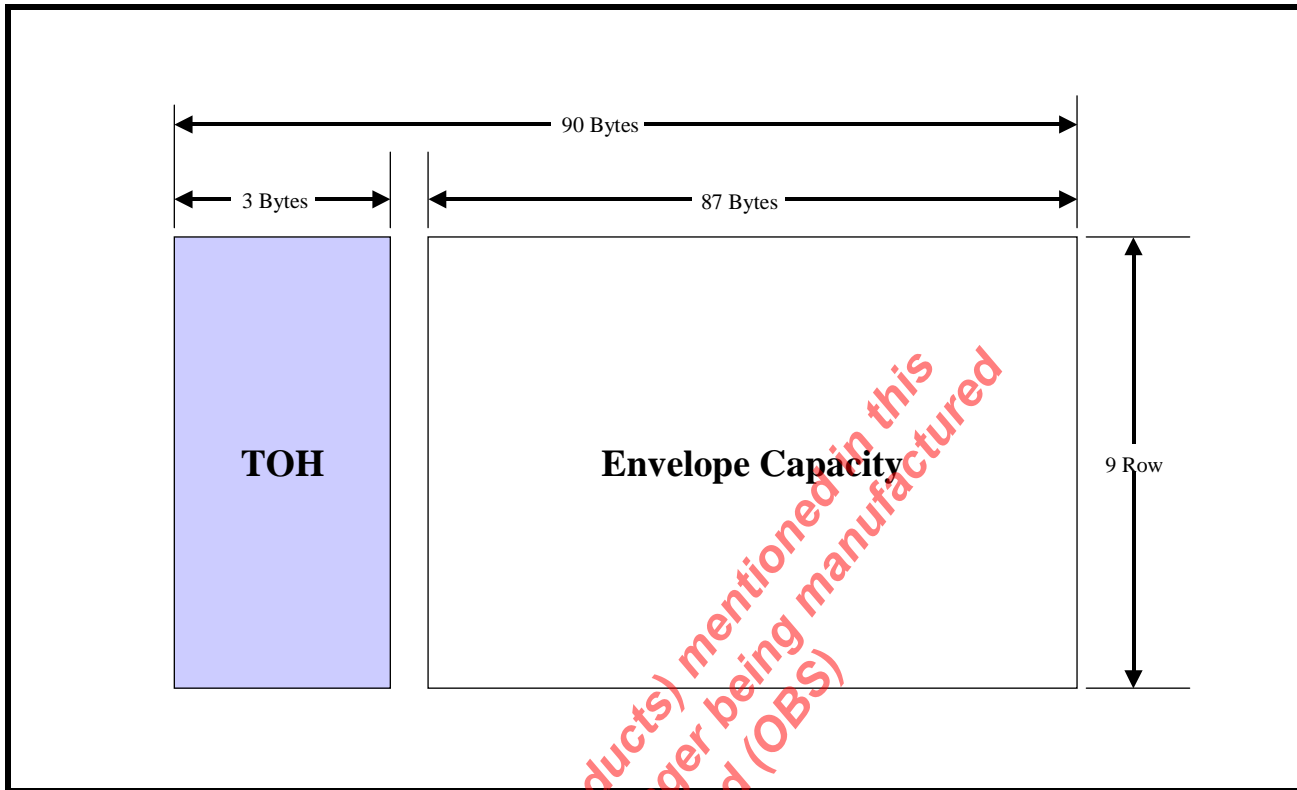 90 Bytes
3 Bytes
87 Bytes
TOH
Envelope Capacity
9 Row
mentioned in this
being manufactured
(OBS)